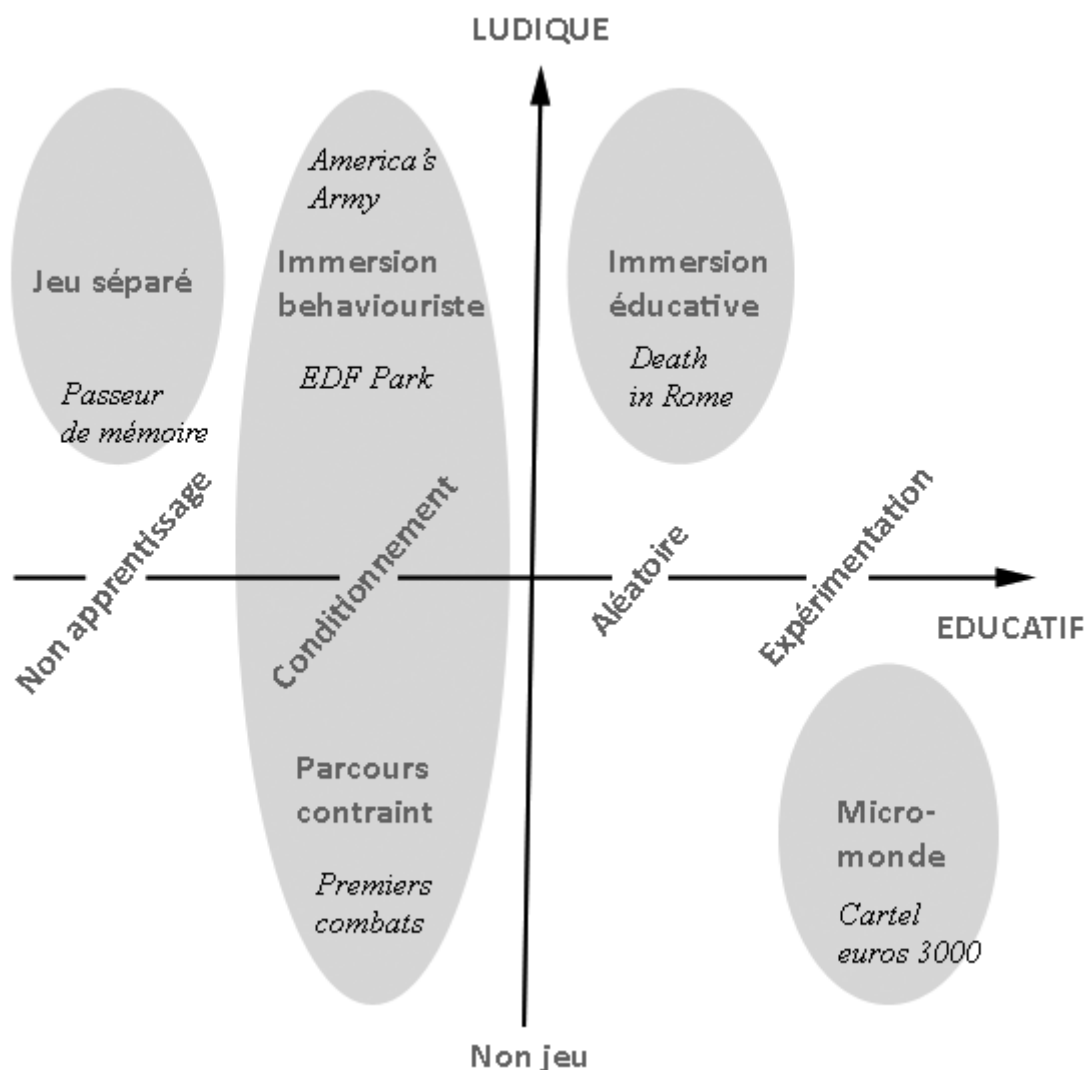 LUDIQUE
America's
Army
Jeu séparé
Immersion
behaviouriste
Immersion
éducative
EDF Park
Death
in Rome
Passeur
de mémoire
Non apprentissage
Conditionnement
Aléatoire
Expérimentation
EDUCATIF
Parcours
contraint
Premiers
combats
Micro-
monde
Cartel
euros 3000
Non jeu